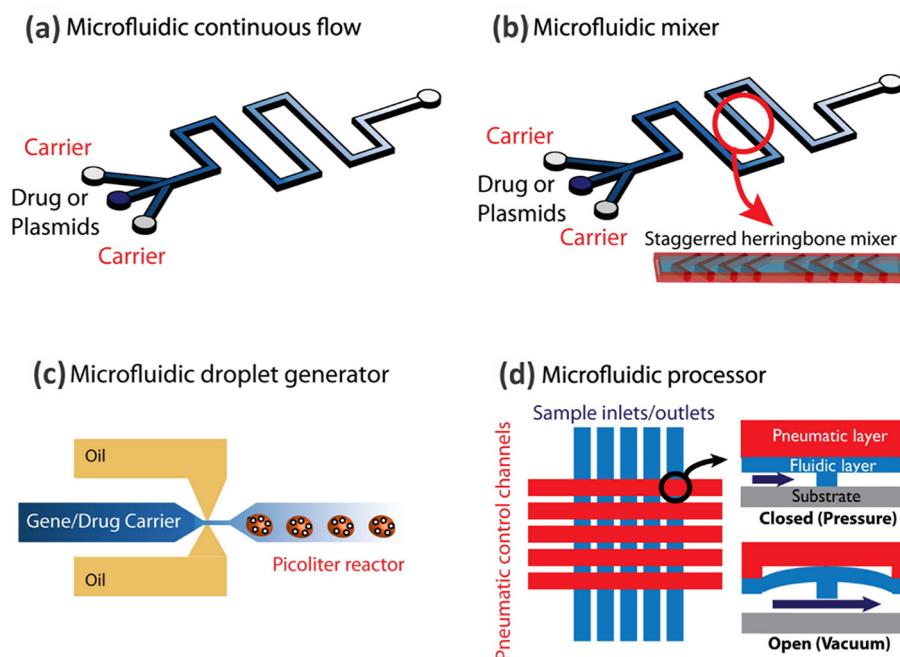 (a) Microfluidic continuous flow
Carrier
Drug or
Plasmids
Carrier
(b) Microfluidic mixer
Carrier
Drug or
Plasmids
Carrier
Staggerred herringbone mixer
(c) Microfluidic droplet generator
Oil
Gene/Drug Carrier
Picoliter reactor
Oil
(d) Microfluidic processor
Sample inlets/outlets
Pneumatic control channels
Pneumatic layer
Fluidic layer
Substrate
Closed (Pressure)
Open (Vacuum)